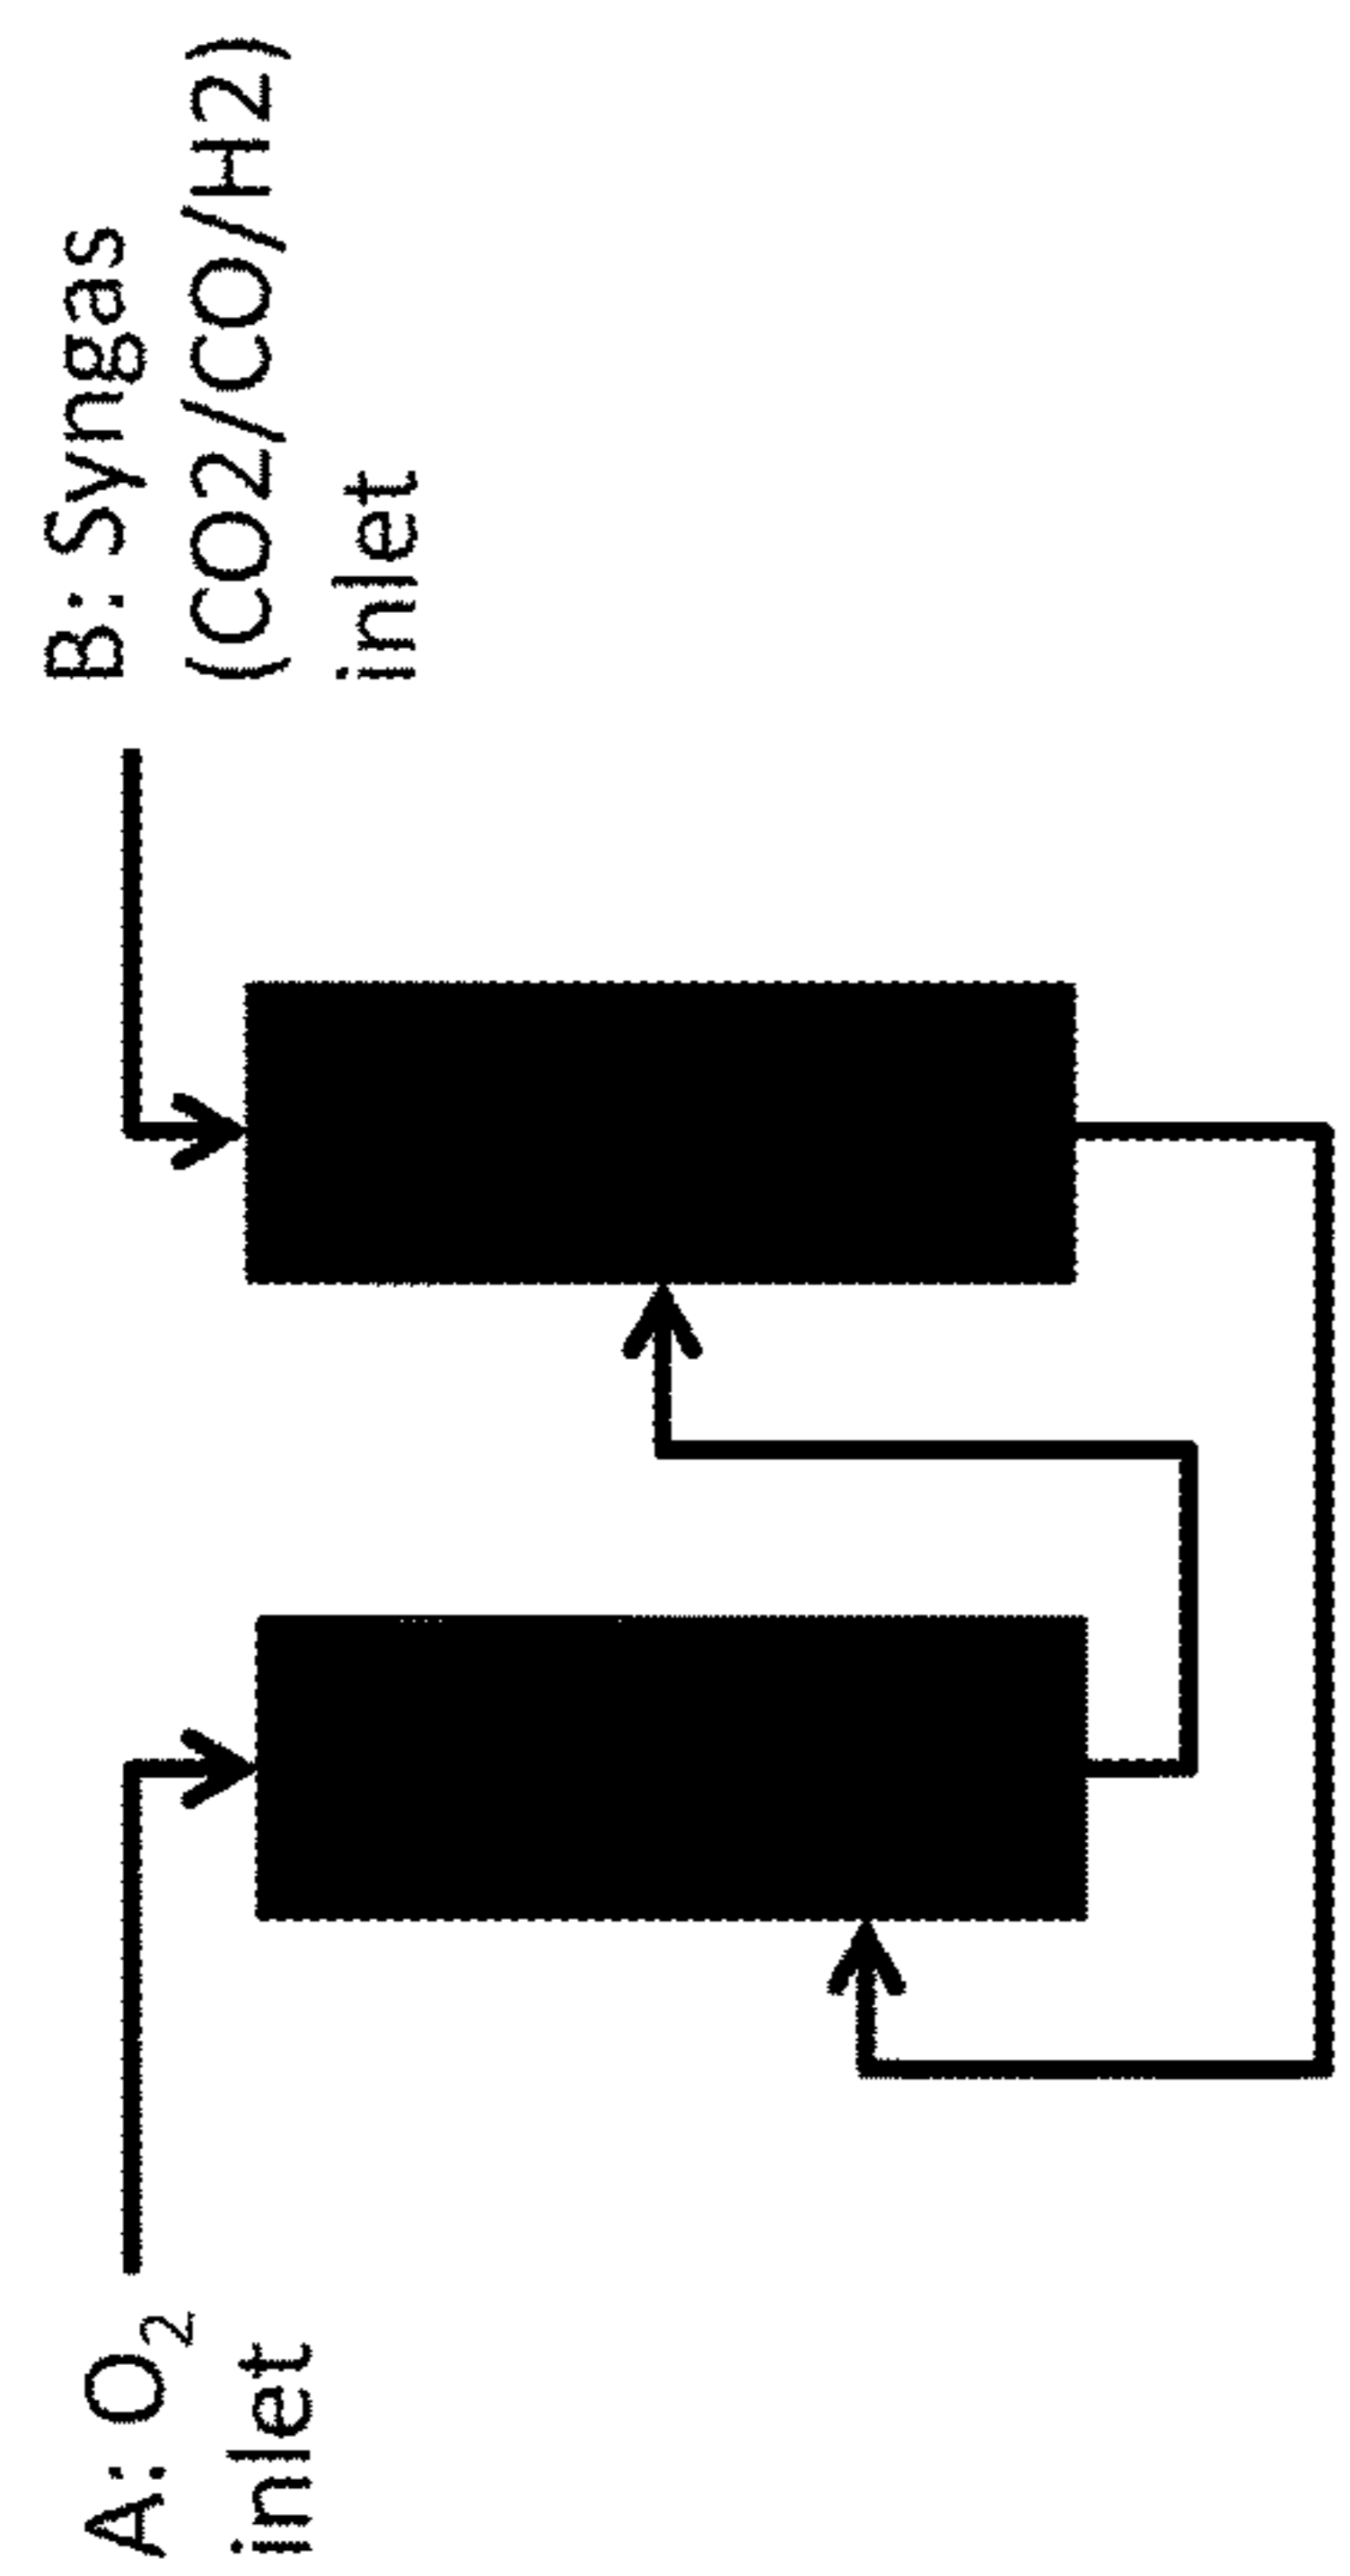 A: O₂
inlet
B: Syngas
(CO2/CO/H2)
inlet